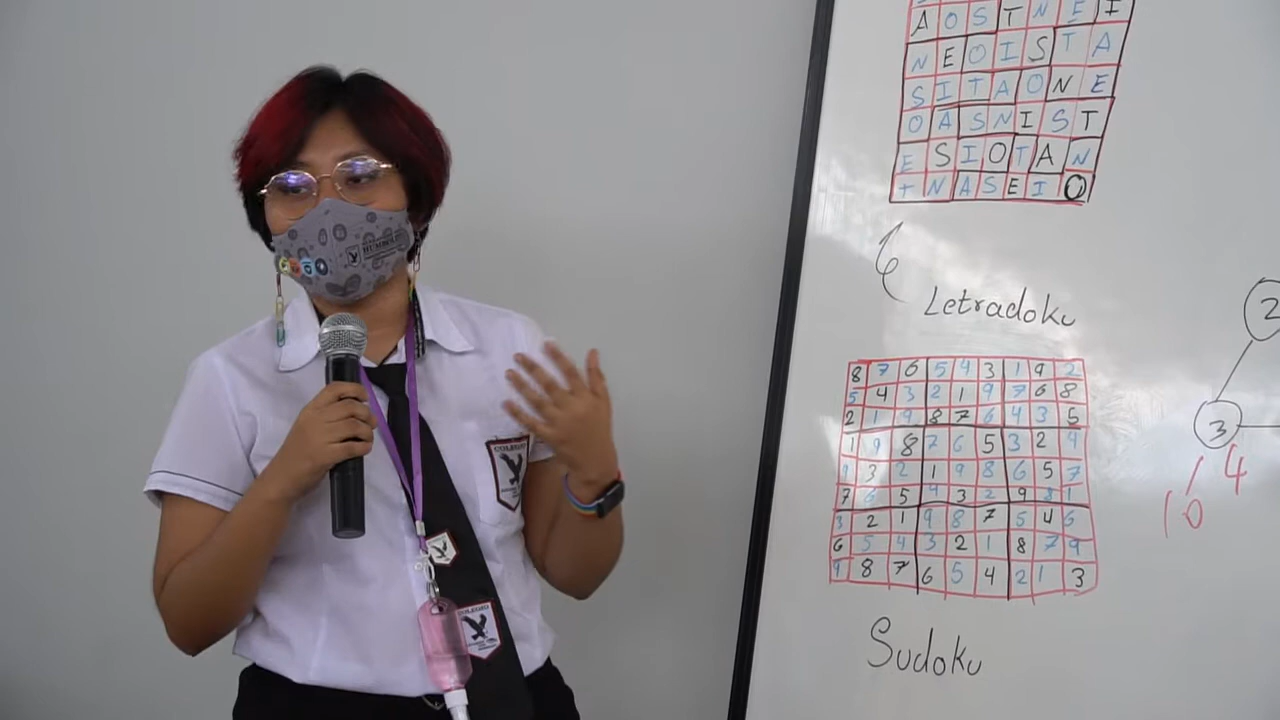 A O S T N E I
N E O I S T A
S I T A O N E
O A S N I S T
E S I O T A N
T N A S E I O
Letradoku
8 7 6 5 4 3 1 9 2
5 4 3 2 1 9 7 6 8
2 1 9 8 7 6 4 3 5
1 9 8 7 6 5 3 2 4
4 3 2 1 9 8 6 5 7
7 6 5 4 3 2 9 8 1
3 2 1 9 8 7 5 4 6
6 5 4 3 2 1 8 7 9
9 8 7 6 5 4 2 1 3
Sudoku
2
3
4
10
COLEGIO
COLEGIO